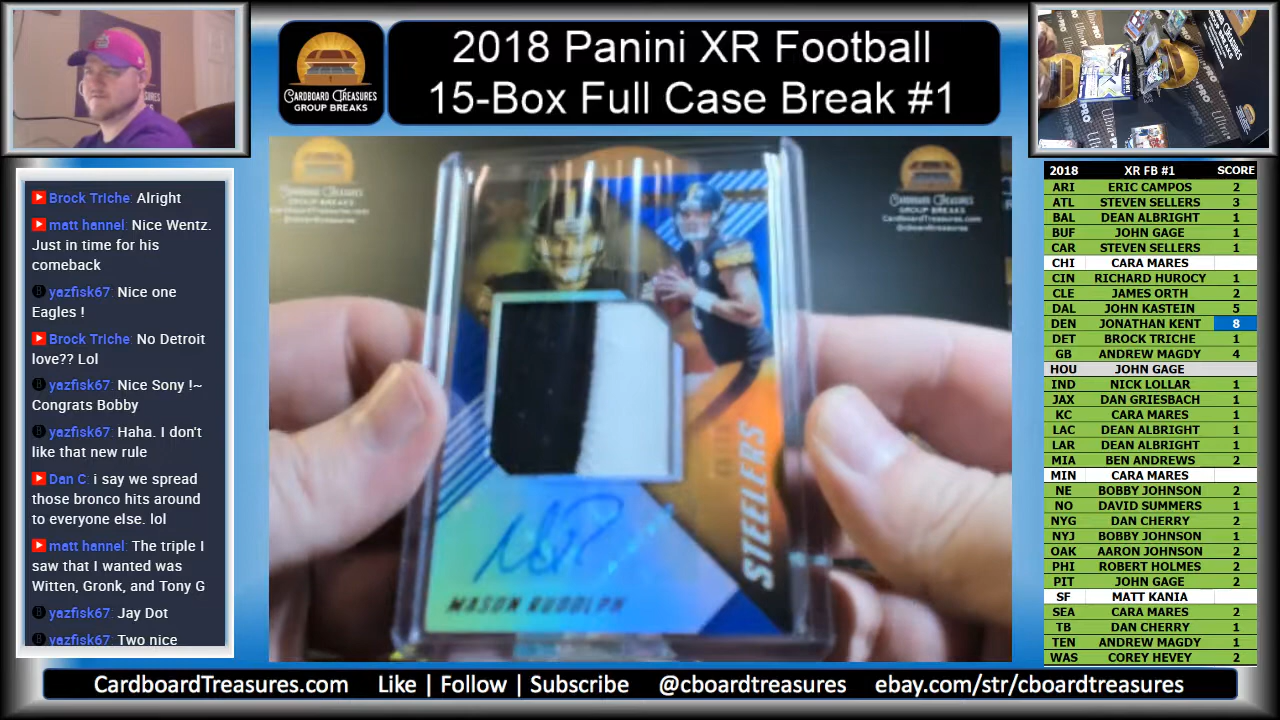 2018 Panini XR Football
15-Box Full Case Break #1
CARDBOARD TREASURES
GROUP BREAKS
Brock Triche: Alright
matt hannel: Nice Wentz.
Just in time for his
comeback
yazfisk67: Nice one
Eagles !
Brock Triche: No Detroit
love?? Lol
yazfisk67: Nice Sony !~
Congrats Bobby
yazfisk67: Haha. I don't
like that new rule
Dan C: i say we spread
those bronco hits around
to everyone else. lol
matt hannel: The triple I
saw that I wanted was
Witten, Gronk, and Tony G
yazfisk67: Jay Dot
yazfisk67: Two nice
GROUP BREAKS
CardboardTreasures.com
STEELERS
MASON RUDOLPH
2018 XR FB #1 SCORE
ARI ERIC CAMPOS 2
ATL STEVEN SELLERS 3
BAL DEAN ALBRIGHT 1
BUF JOHN GAGE 1
CAR STEVEN SELLERS 1
CHI CARA MARES
CIN RICHARD HUROCY 1
CLE JAMES ORTH 2
DAL JOHN KASTEIN 5
DEN JONATHAN KENT 8
DET BROCK TRICHE 1
GB ANDREW MAGDY 4
HOU JOHN GAGE
IND NICK LOLLAR 1
JAX DAN GRIESBACH 1
KC CARA MARES 1
LAC DEAN ALBRIGHT 1
LAR DEAN ALBRIGHT 1
MIA BEN ANDREWS 2
MIN CARA MARES
NE BOBBY JOHNSON 2
NO DAVID SUMMERS 1
NYG DAN CHERRY 2
NYJ BOBBY JOHNSON 1
OAK AARON JOHNSON 2
PHI ROBERT HOLMES 2
PIT JOHN GAGE 2
SF MATT KANIA
SEA CARA MARES 2
TB DAN CHERRY 1
TEN ANDREW MAGDY 1
WAS COREY HEVEY 2
CardboardTreasures.com Like | Follow | Subscribe @cboardtreasures ebay.com/str/cboardtreasures